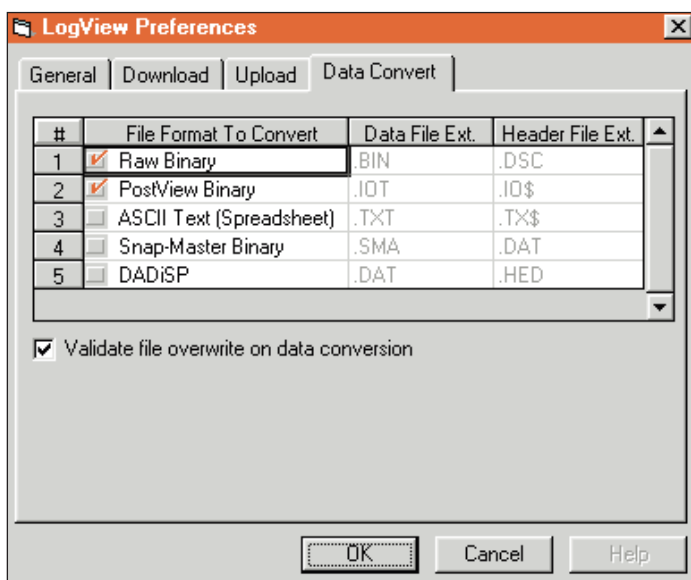 LogView Preferences
General Download Upload Data Convert
# File Format To Convert Data File Ext. Header File Ext.
1 Raw Binary .BIN .DSC
2 PostView Binary .IOT .IO$
3 ASCII Text (Spreadsheet) .TXT .TX$
4 Snap-Master Binary .SMA .DAT
5 DADiSP .DAT .HED
Validate file overwrite on data conversion
OK Cancel Help